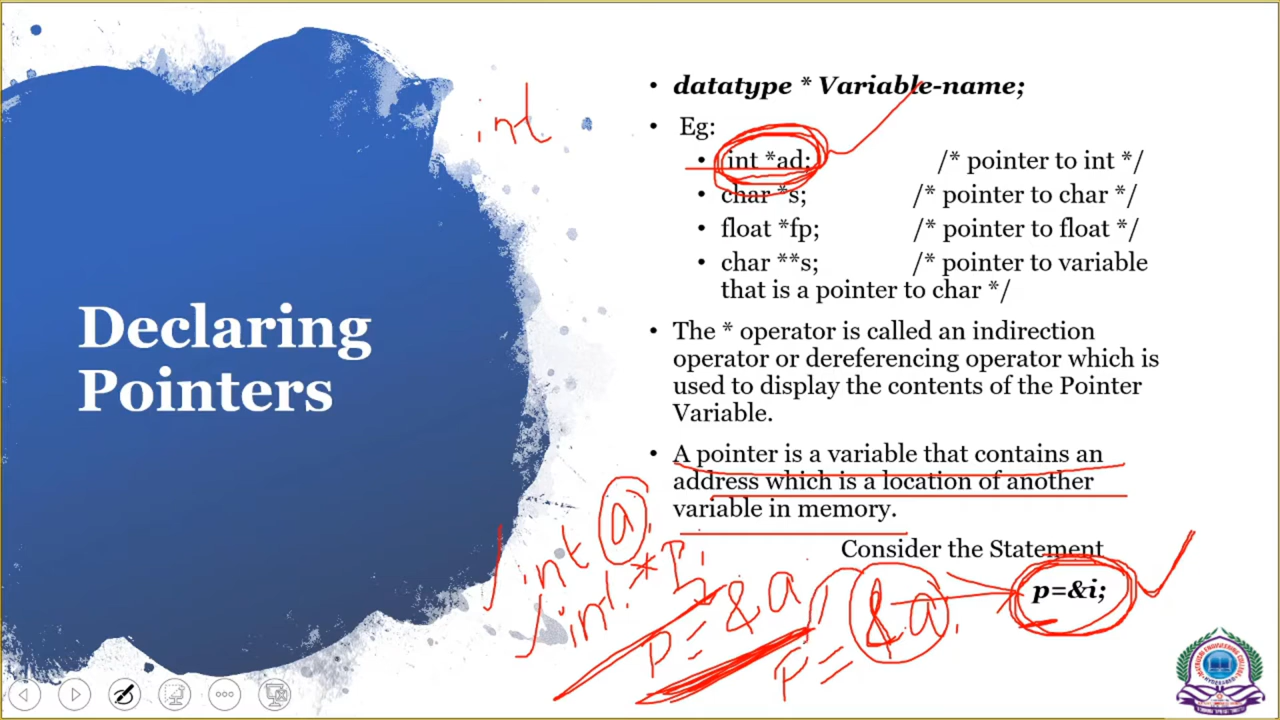 Declaring
Pointers
• datatype * Variable-name;
• Eg:
• int *ad; /* pointer to int */
• char *s; /* pointer to char */
• float *fp; /* pointer to float */
• char **s; /* pointer to variable
that is a pointer to char */
• The * operator is called an indirection
operator or dereferencing operator which is
used to display the contents of the Pointer
Variable.
• A pointer is a variable that contains an
address which is a location of another
variable in memory.
Consider the Statement
p=&i;
int
int a;
int * P;
P = &a
P = &a;